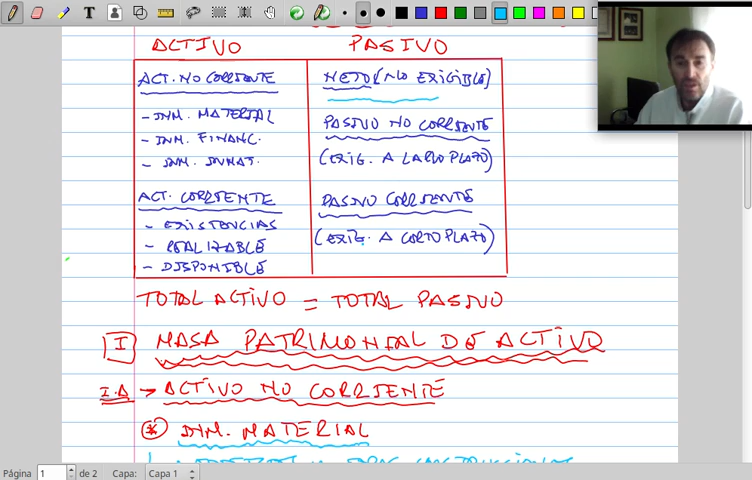 ACTIVO PASIVO
ACT. NO CORRIENTE
- INM. MATERIAL
- INM. FINANC.
- INM. INMAT.
ACT. CORRIENTE
- EXISTENCIAS
- REALIZABLE
- DISPONIBLE
NETO (NO EXIGIBLE)
PASIVO NO CORRIENTE
(EXIG. A LARGO PLAZO)
PASIVO CORRIENTE
(EXIG. A CORTO PLAZO)
TOTAL ACTIVO = TOTAL PASIVO
I MASA PATRIMONIAL DE ACTIVO
I.A → ACTIVO NO CORRIENTE
* INM. MATERIAL
Página 1 de 2 Capa: Capa 1